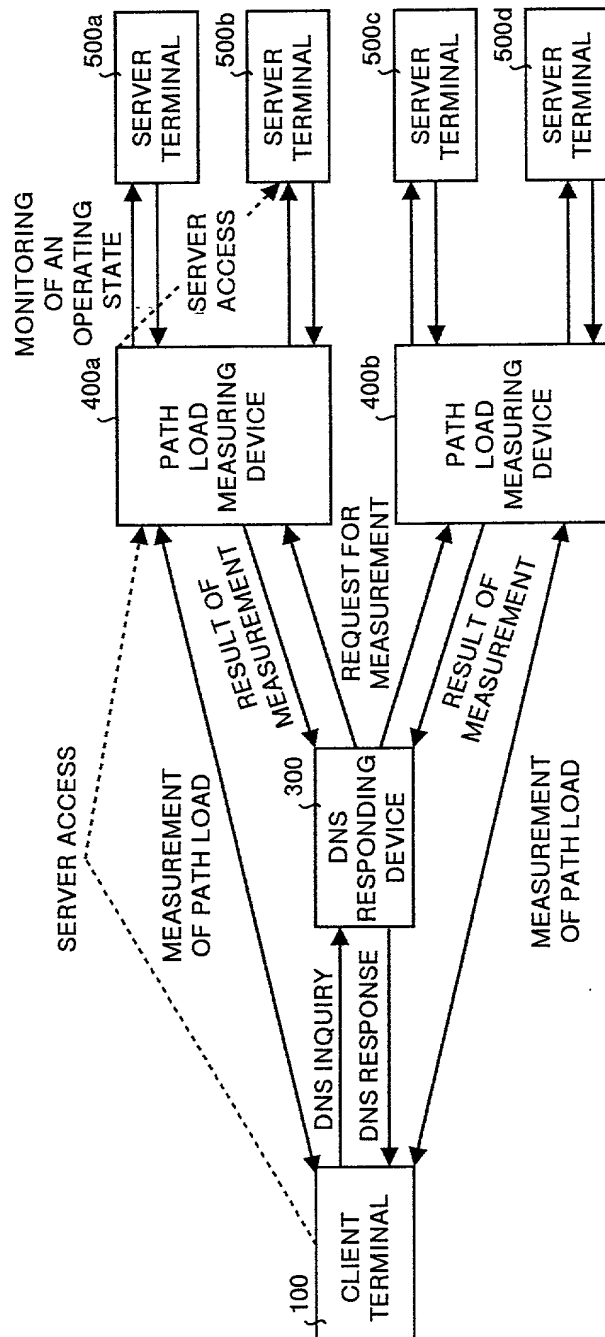 500a
SERVER
TERMINAL
500b
SERVER
TERMINAL
500c
SERVER
TERMINAL
500d
SERVER
TERMINAL
MONITORING
OF AN
OPERATING
STATE
SERVER
ACCESS
400a
PATH
LOAD
MEASURING
DEVICE
400b
PATH
LOAD
MEASURING
DEVICE
RESULT OF
MEASUREMENT
REQUEST FOR
MEASUREMENT
RESULT OF
MEASUREMENT
SERVER ACCESS
MEASUREMENT
OF PATH LOAD
300
DNS
RESPONDING
DEVICE
MEASUREMENT
OF PATH LOAD
DNS INQUIRY
DNS RESPONSE
100
CLIENT
TERMINAL